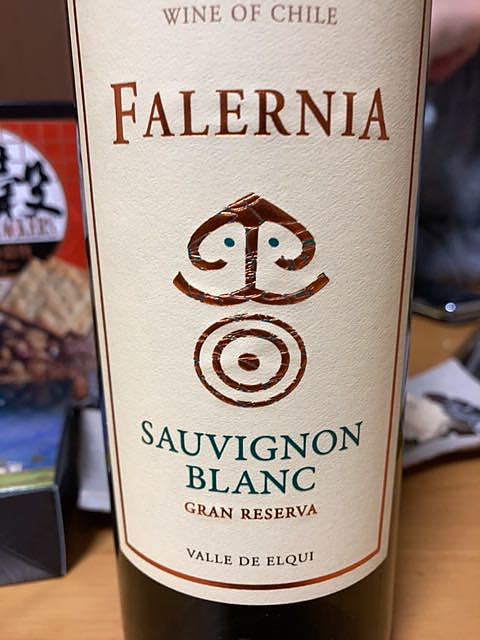 WINE OF CHILE
FALERNIA
SAUVIGNON
BLANC
GRAN RESERVA
VALLE DE ELQUI